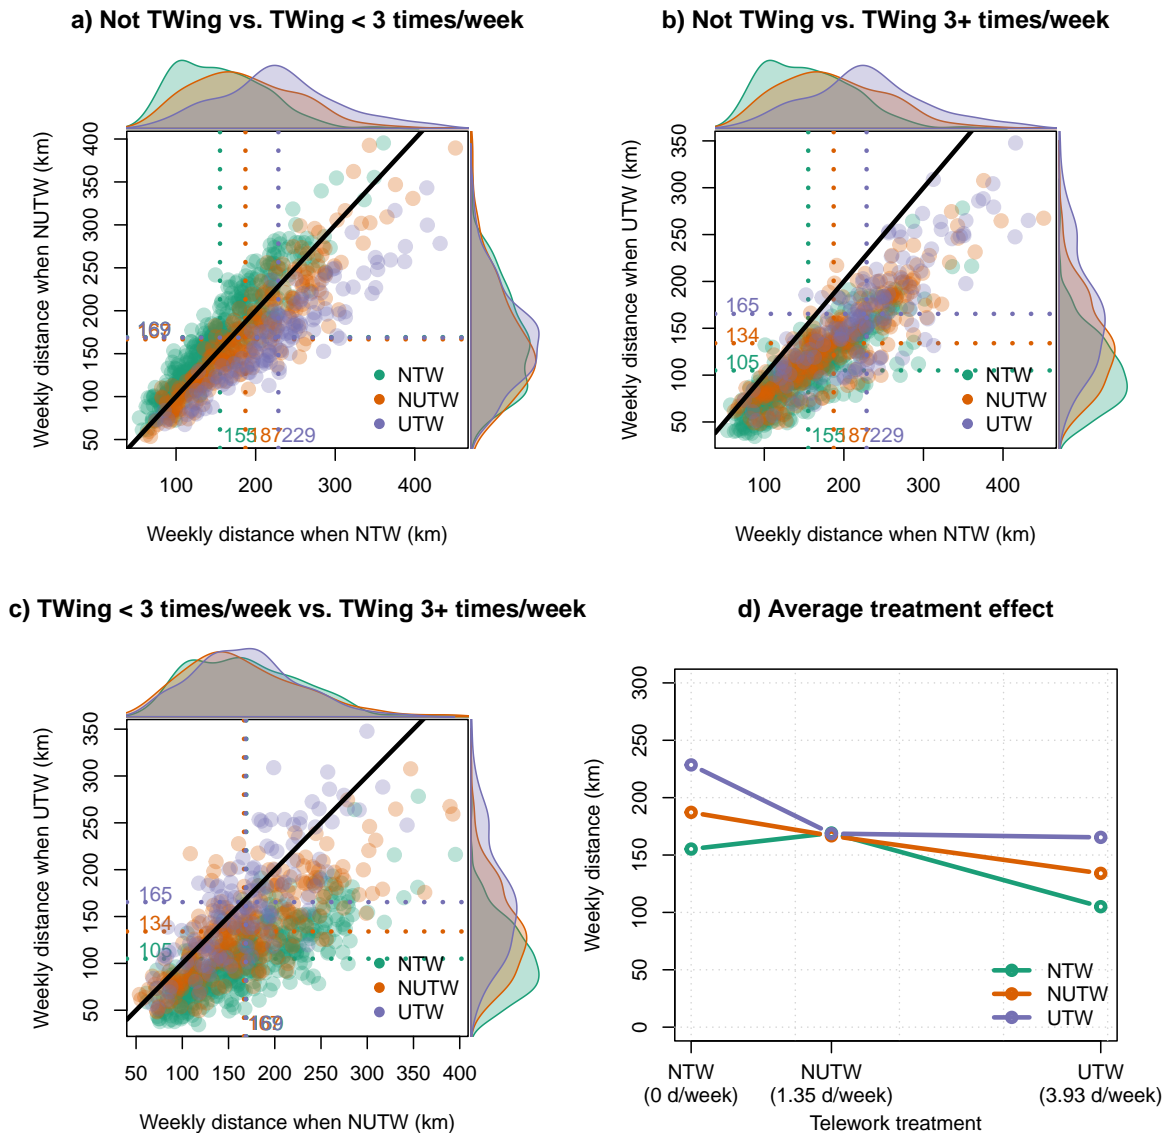 a) Not TWing vs. TWing < 3 times/week
b) Not TWing vs. TWing 3+ times/week
Weekly distance when NUTW (km)
400
350
300
250
200
150
100
50
169
155
187
229
NTW
NUTW
UTW
100
200
300
400
Weekly distance when NTW (km)
Weekly distance when UTW (km)
350
300
250
200
150
100
50
165
134
105
155
187
229
NTW
NUTW
UTW
100
200
300
400
Weekly distance when NTW (km)
c) TWing < 3 times/week vs. TWing 3+ times/week
d) Average treatment effect
Weekly distance when UTW (km)
350
300
250
200
150
100
50
165
134
105
169
NTW
NUTW
UTW
50
100
150
200
250
300
350
400
Weekly distance when NUTW (km)
Weekly distance (km)
300
250
200
150
100
50
0
NTW
NUTW
UTW
NTW
(0 d/week)
NUTW
(1.35 d/week)
UTW
(3.93 d/week)
Telework treatment